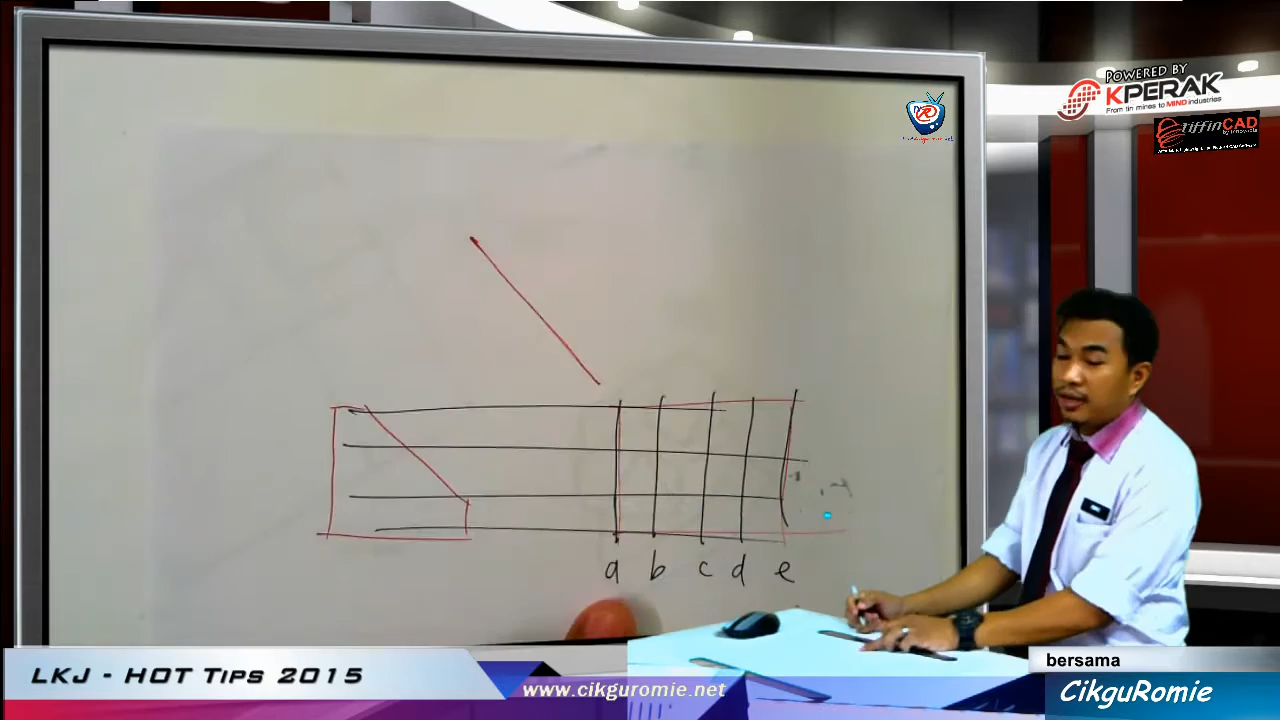 POWERED BY
KPERAK
From tin mines to MIND industries
tiffinCAD
a b c d e
LKJ - HOT Tips 2015
www.cikguromie.net
bersama
CikguRomie